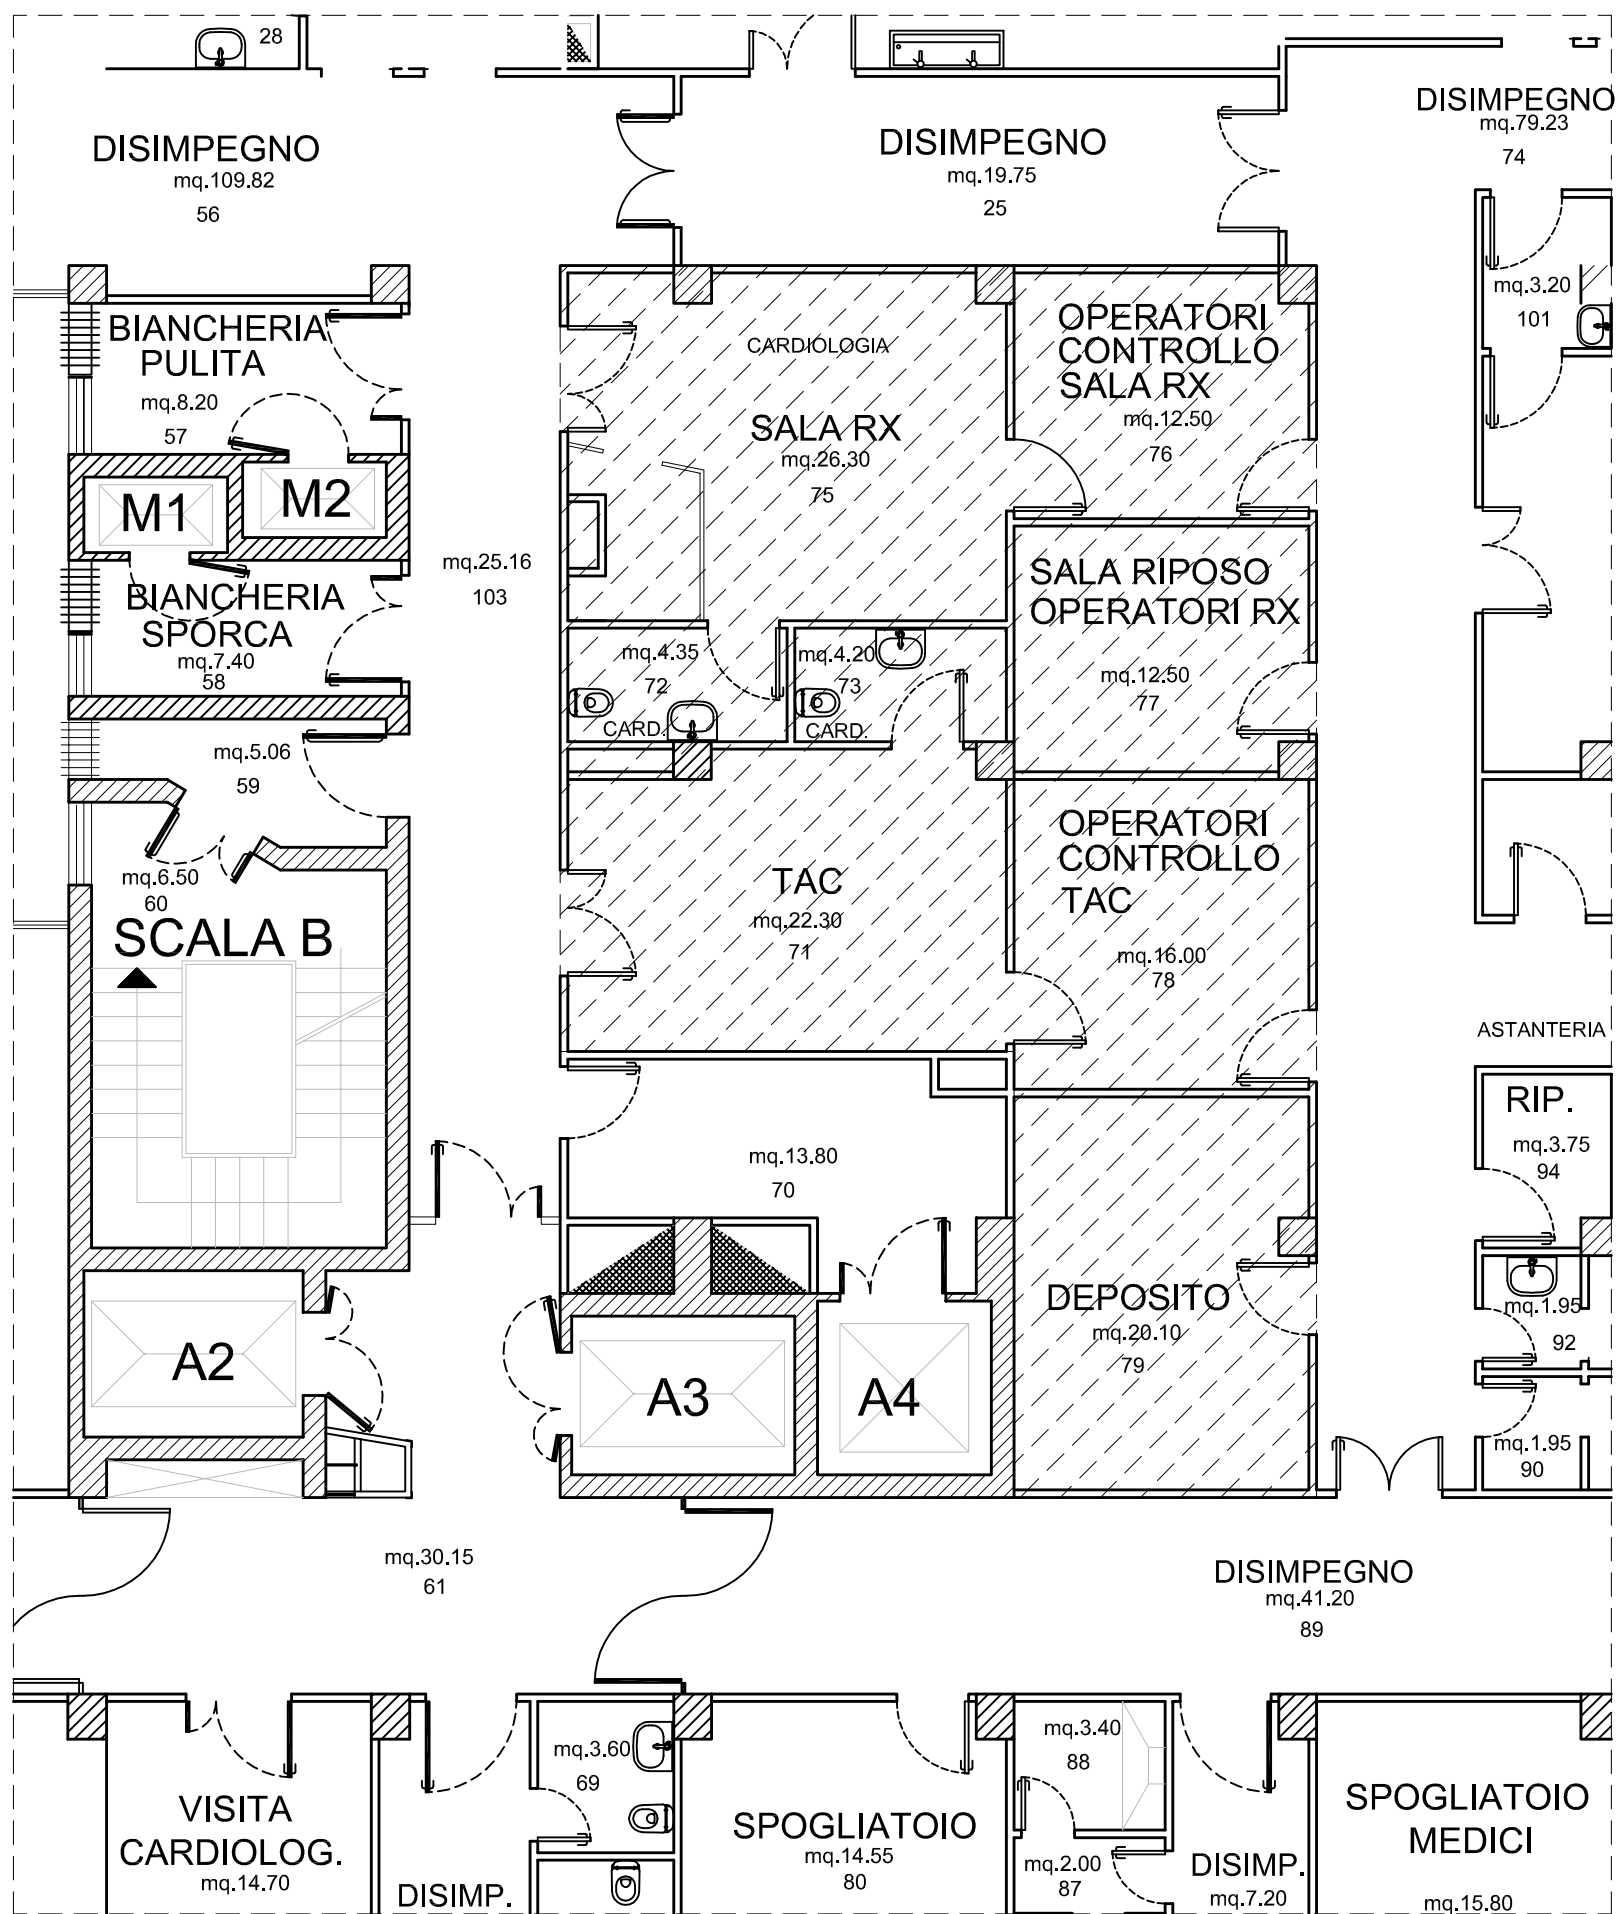 28
DISIMPEGNO
mq.109.82
56
DISIMPEGNO
mq.19.75
25
DISIMPEGNO
mq.79.23
74
mq.3.20
101
BIANCHERIA
PULITA
mq.8.20
57
M1
M2
BIANCHERIA
SPORCA
mq.7.40
58
mq.25.16
103
CARDIOLOGIA
SALA RX
mq.26.30
75
OPERATORI
CONTROLLO
SALA RX
mq.12.50
76
SALA RIPOSO
OPERATORI RX
mq.12.50
77
mq.4.35
72
CARD.
mq.4.20
73
CARD.
mq.5.06
59
mq.6.50
60
SCALA B
TAC
mq.22.30
71
OPERATORI
CONTROLLO
TAC
mq.16.00
78
ASTANTERIA
RIP.
mq.3.75
94
mq.13.80
70
DEPOSITO
mq.20.10
79
mq.1.95
92
A2
A3
A4
mq.1.95
90
mq.30.15
61
DISIMPEGNO
mq.41.20
89
VISITA
CARDIOLOG.
mq.14.70
DISIMP.
mq.3.60
69
SPOGLIATOIO
mq.14.55
80
mq.3.40
88
mq.2.00
87
DISIMP.
mq.7.20
SPOGLIATOIO
MEDICI
mq.15.80